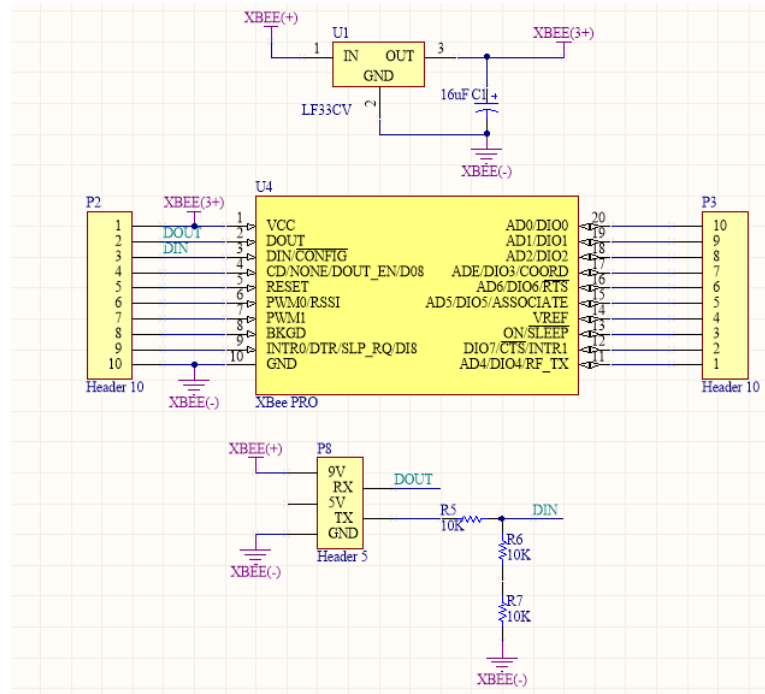 XBEE(+)
U1
XBEE(3+)
1
IN
OUT
3
GND
2
16uF
C1
+
LF33CV
XBEE(-)
U4
P2
XBEE(3+)
P3
1
1
VCC
AD0/DIO0
20
10
2
DOUT
2
DOUT
AD1/DIO1
19
9
3
DIN
3
DIN/CONFIG
AD2/DIO2
18
8
4
4
CD/NONE/DOUT_EN/D08
ADE/DIO3/COORD
17
7
5
5
RESET
AD6/DIO6/RTS
16
6
6
6
PWM0/RSSI
AD5/DIO5/ASSOCIATE
15
5
7
7
PWM1
VREF
14
4
8
8
BKGD
ON/SLEEP
13
3
9
9
INTR0/DTR/SLP_RQ/DI8
DIO7/CTS/INTR1
12
2
10
10
GND
AD4/DIO4/RF_TX
11
1
Header 10
XBEE(-)
XBee PRO
Header 10
XBEE(+)
P8
9V
RX
DOUT
5V
TX
R5
10K
DIN
GND
Header 5
XBEE(-)
R6
10K
R7
10K
XBEE(-)